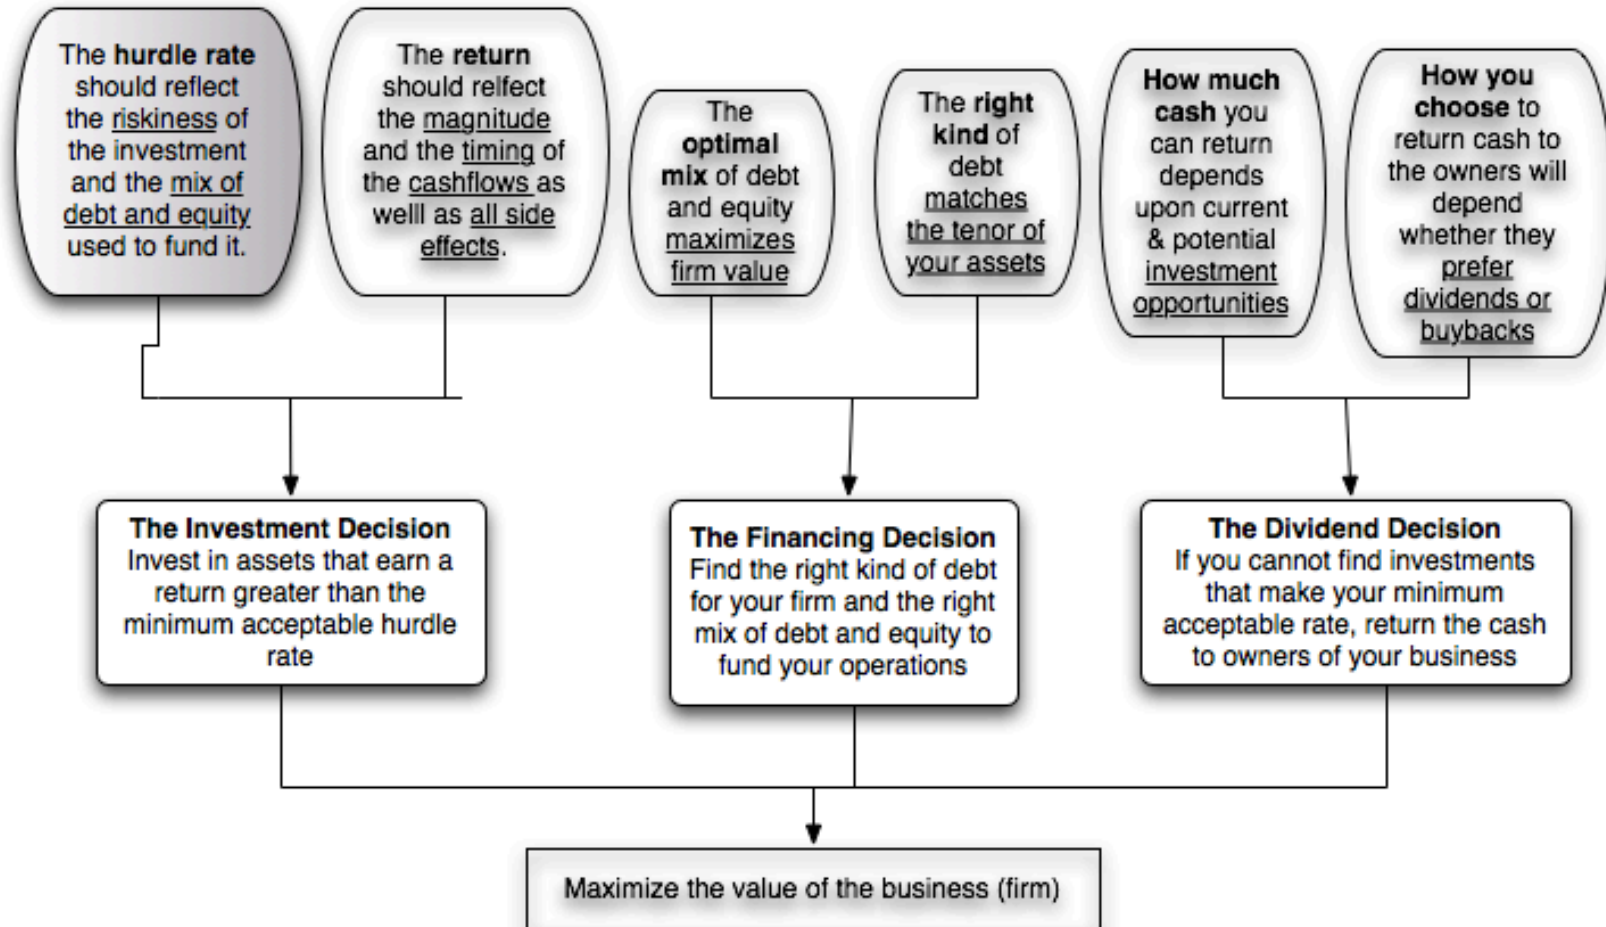 The hurdle rate
should reflect
the riskiness of
the investment
and the mix of
debt and equity
used to fund it.
The return
should relfect
the magnitude
and the timing of
the cashflows as
welll as all side
effects.
The
optimal
mix of debt
and equity
maximizes
firm value
The right
kind of
debt
matches
the tenor of
your assets
How much
cash you
can return
depends
upon current
& potential
investment
opportunities
How you
choose to
return cash to
the owners will
depend
whether they
prefer
dividends or
buybacks
The Investment Decision
Invest in assets that earn a
return greater than the
minimum acceptable hurdle
rate
The Financing Decision
Find the right kind of debt
for your firm and the right
mix of debt and equity to
fund your operations
The Dividend Decision
If you cannot find investments
that make your minimum
acceptable rate, return the cash
to owners of your business
Maximize the value of the business (firm)